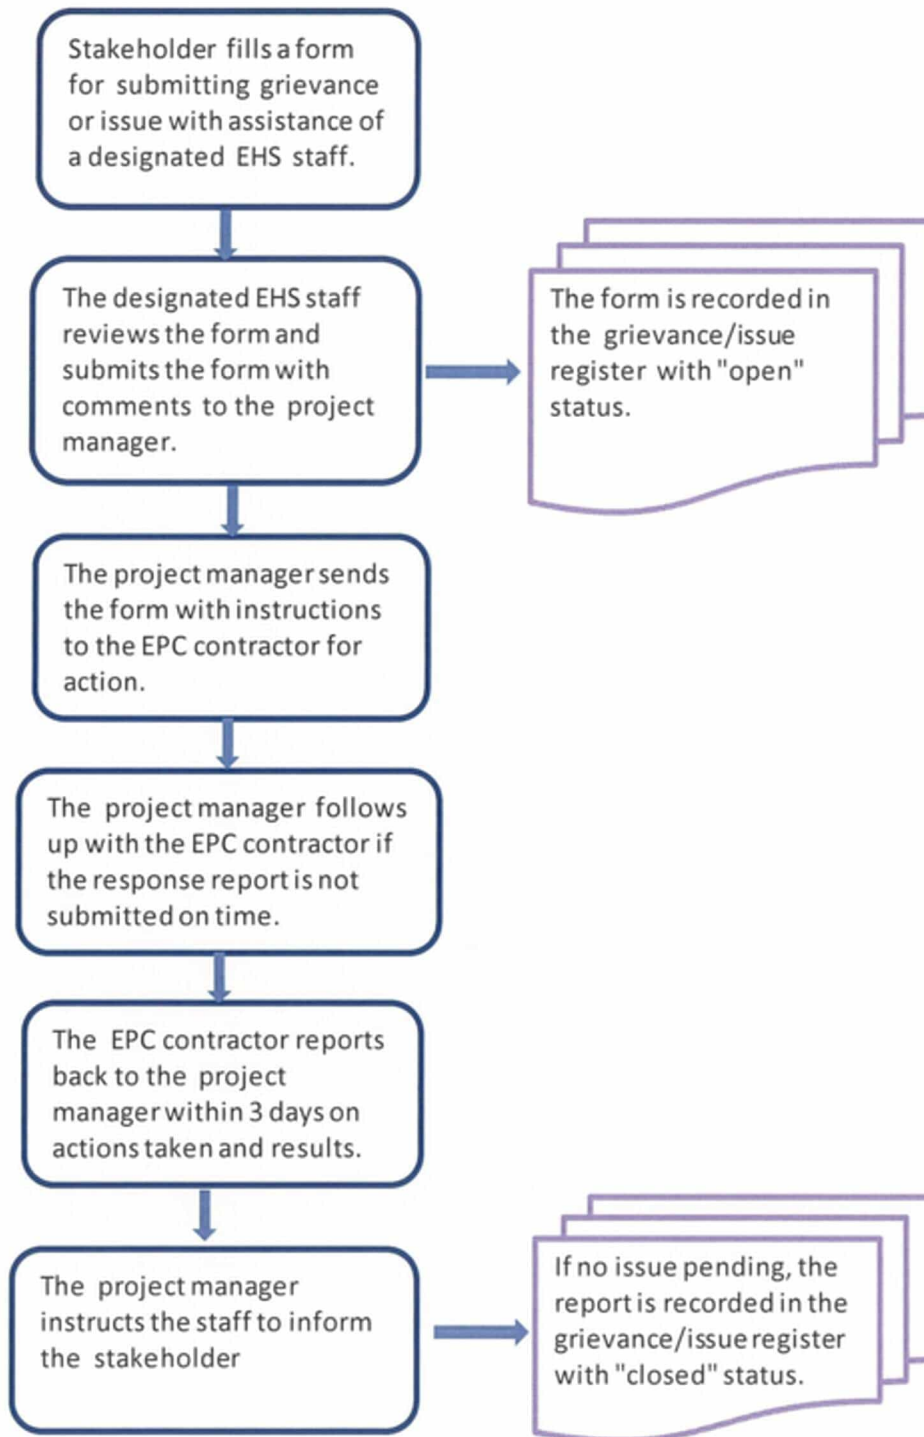 Stakeholder fills a form
for submitting grievance
or issue with assistance of
a designated EHS staff.
The designated EHS staff
reviews the form and
submits the form with
comments to the project
manager.
The form is recorded in
the grievance/issue
register with "open"
status.
The project manager sends
the form with instructions
to the EPC contractor for
action.
The project manager follows
up with the EPC contractor if
the response report is not
submitted on time.
The EPC contractor reports
back to the project
manager within 3 days on
actions taken and results.
The project manager
instructs the staff to inform
the stakeholder
If no issue pending, the
report is recorded in the
grievance/issue register
with "closed" status.